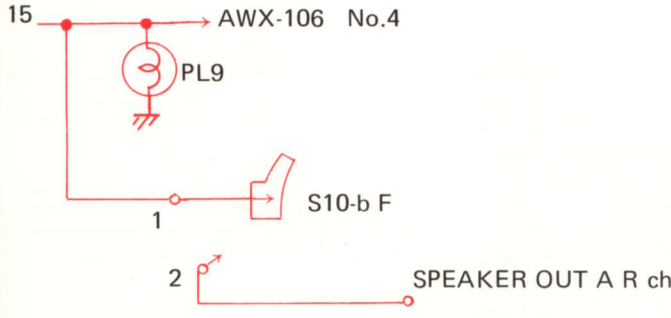 15 AWX-106 No.4
PL9
S10-b F
1
2 SPEAKER OUT A R ch